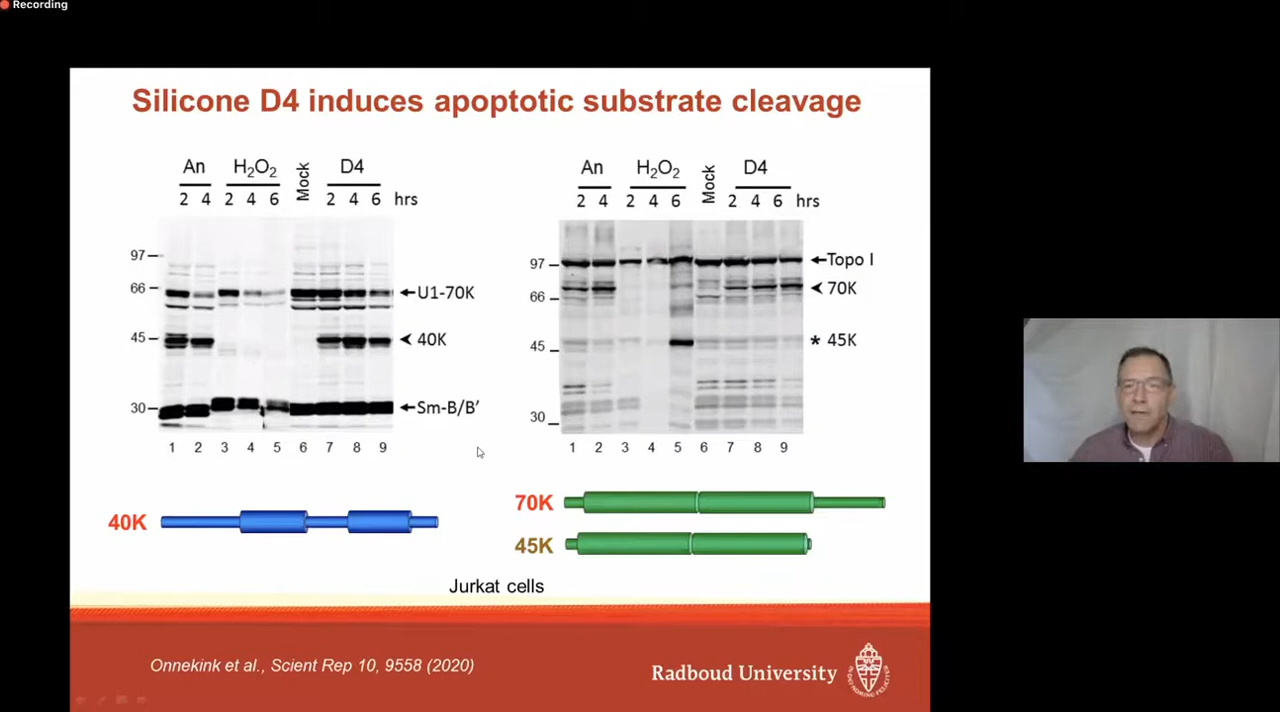 Recording
Silicone D4 induces apoptotic substrate cleavage
An H₂O₂ Mock D4
2 4 2 4 6 2 4 6 hrs
97
66
45
30
U1-70K
40K
Sm-B/B′
1 2 3 4 5 6 7 8 9
An H₂O₂ Mock D4
2 4 2 4 6 2 4 6 hrs
97
66
45
30
Topo I
70K
* 45K
1 2 3 4 5 6 7 8 9
40K
70K
45K
Jurkat cells
Onnekink et al., Scient Rep 10, 9558 (2020)
Radboud University